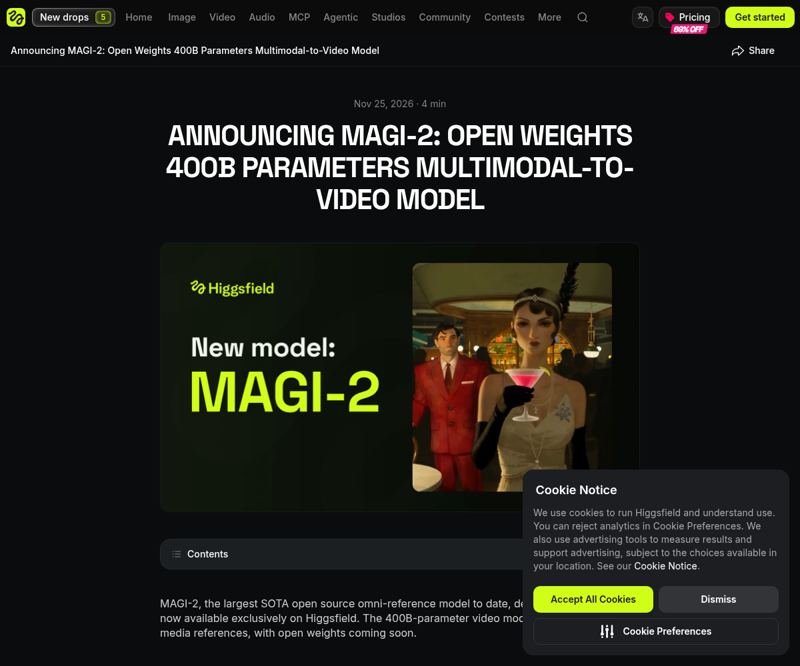 New drops 5 Home Image Video Audio MCP Agentic Studios Community Contests More Pricing Get started
80% OFF
Announcing MAGI-2: Open Weights 400B Parameters Multimodal-to-Video Model Share
Nov 25, 2026 · 4 min
ANNOUNCING MAGI-2: OPEN WEIGHTS
400B PARAMETERS MULTIMODAL-TO-
VIDEO MODEL
Higgsfield
New model:
MAGI-2
Contents
MAGI-2, the largest SOTA open source omni-reference model to date,
now available exclusively on Higgsfield. The 400B-parameter video
media references, with open weights coming soon.
Cookie Notice
We use cookies to run Higgsfield and understand use.
You can reject analytics in Cookie Preferences. We
also use advertising tools to measure results and
support advertising, subject to the choices available in
your location. See our Cookie Notice.
Accept All Cookies Dismiss
Cookie Preferences